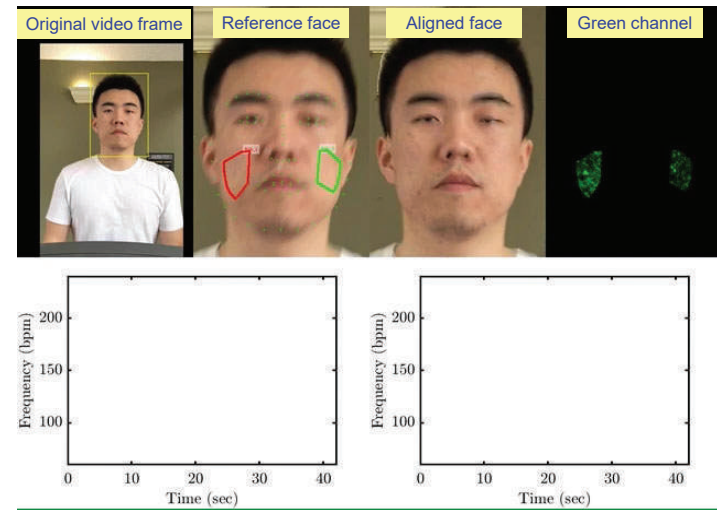 Original video frame
Reference face
Aligned face
Green channel
Frequency (bpm)
200
150
100
0
10
20
30
40
Time (sec)
Frequency (bpm)
200
150
100
0
10
20
30
40
Time (sec)